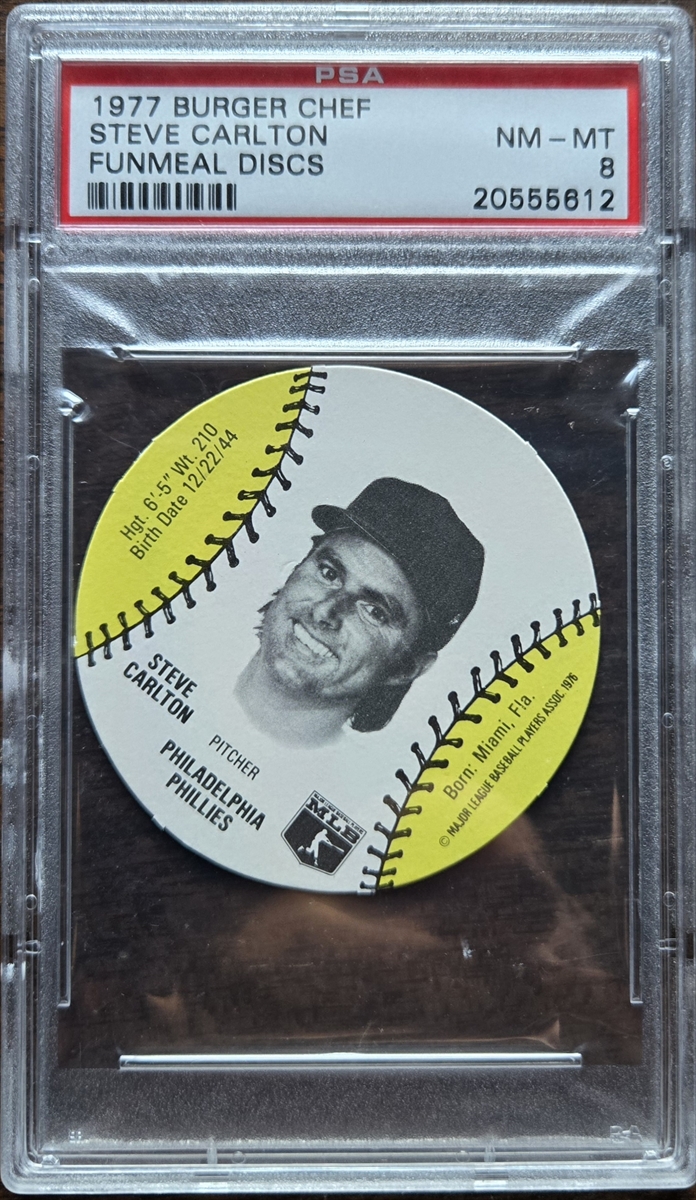 PSA
1977 BURGER CHEF
STEVE CARLTON
FUNMEAL DISCS
NM - MT
8
20555612
Hgt. 6'-5" Wt. 210
Birth Date 12/22/44
STEVE
CARLTON
PITCHER
PHILADELPHIA
PHILLIES
Born: Miami, Fla.
© MAJOR LEAGUE BASEBALL PLAYERS ASSOC. 1976